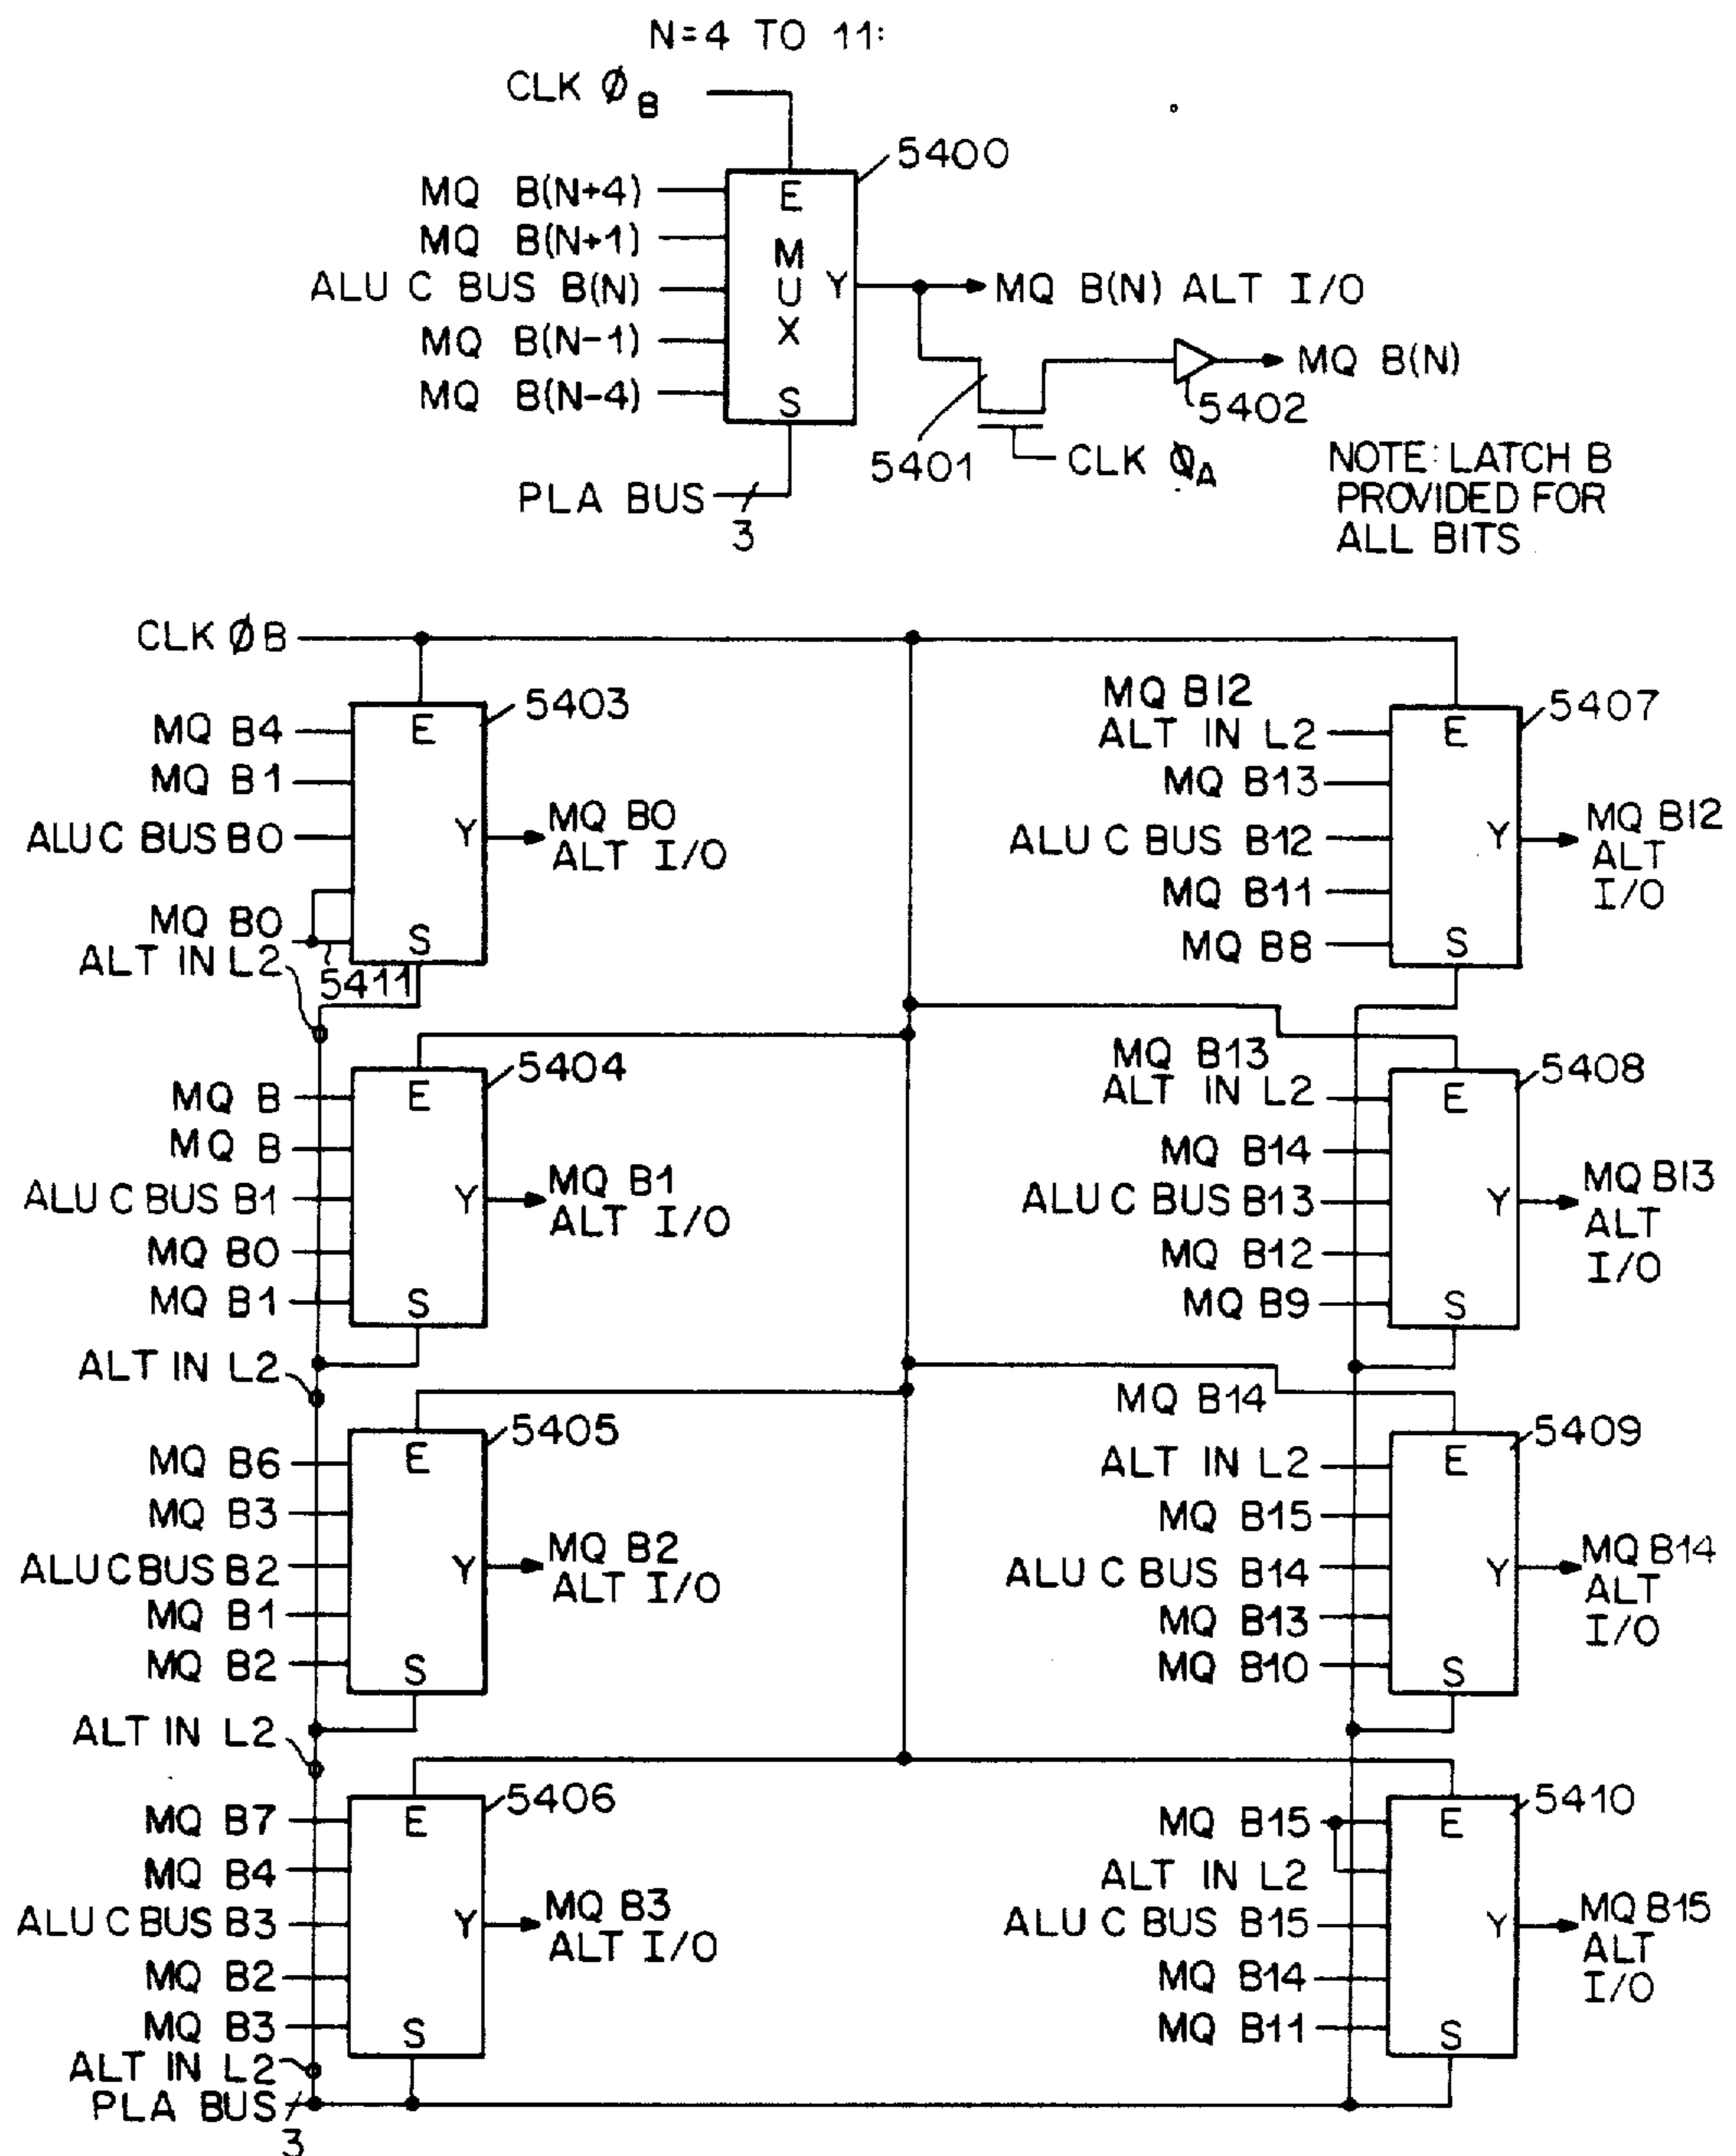 N=4 TO 11:
CLK Ø B
5400
MQ B(N+4)
MQ B(N+1)
ALU C BUS B(N)
MQ B(N-1)
MQ B(N-4)
E
MUX
Y
S
MQ B(N) ALT I/O
MQ B(N)
5402
5401
CLK Ø A
PLA BUS
3
NOTE: LATCH B
PROVIDED FOR
ALL BITS
CLK ØB
5403
MQ B4
MQ B1
ALU C BUS B0
MQ B0
ALT IN L2
5411
E
Y
S
MQ B0
ALT I/O
5404
MQ B
MQ B
ALU C BUS B1
MQ B0
MQ B1
ALT IN L2
E
Y
S
MQ B1
ALT I/O
5405
MQ B6
MQ B3
ALU C BUS B2
MQ B1
MQ B2
ALT IN L2
E
Y
S
MQ B2
ALT I/O
5406
MQ B7
MQ B4
ALU C BUS B3
MQ B2
MQ B3
ALT IN L2
E
Y
S
MQ B3
ALT I/O
PLA BUS
3
5407
MQ B12
ALT IN L2
MQ B13
ALU C BUS B12
MQ B11
MQ B8
E
Y
S
MQ B12
ALT
I/O
5408
MQ B13
ALT IN L2
MQ B14
ALU C BUS B13
MQ B12
MQ B9
E
Y
S
MQ B13
ALT
I/O
5409
MQ B14
ALT IN L2
MQ B15
ALU C BUS B14
MQ B13
MQ B10
E
Y
S
MQ B14
ALT
I/O
5410
MQ B15
ALT IN L2
ALU C BUS B15
MQ B14
MQ B11
E
Y
S
MQ B15
ALT
I/O